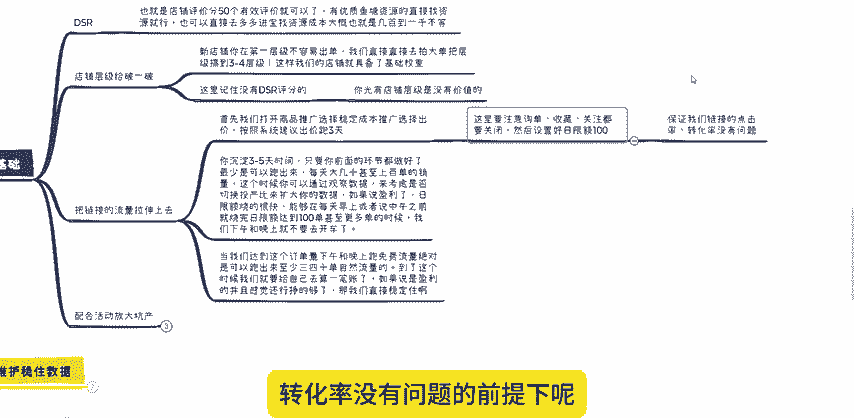 DSR
也就是店铺评价分50个有效评价就可以了，有优质鱼塘资源的直接找资
源就行，也可以直接去多多进宝找资源成本大概也就是几百到一千不等
店铺层级给破一破
新店铺你在第一层级不容易出单，我们直接直接去拍大单把层
级撸到3-4层级！这样我们的店铺就具备了基础权重
这里记住没有DSR评分的
你光有店铺层级是没有价值的
首先我们打开商品推广选择稳定成本推广选择出
价，按照系统建议出价跑3天
这里要注意询单、收藏、关注都
要关闭，然后设置好日限额100
保证我们链接的点击
率、转化率没有问题
基础
你沉淀3-5天时间，只要你前面的环节都做好了
最少是可以跑出来，每天大几十甚至上百单的销
量，这个时候你可以通过观察数据，来考虑是否
切换投产比来扩大你的数据，如果说盈利了，日
限额烧的很快，能够在每天早上或者说中午之前
就烧完日限额达到100单甚至更多单的时候，我
们下午和晚上就不要去开车了。
把链接的流量拉伸上去
当我们达到这个订单量下午和晚上跑免费流量绝对
是可以跑出来至少三四十单自然流量的。到了这个
时候我们就要给自己去算一笔账了，如果说是盈利
的并且感觉还行挣的够了，那我们直接稳定住啊
配合活动放大坑产
3
维护稳住数据
转化率没有问题的前提下呢